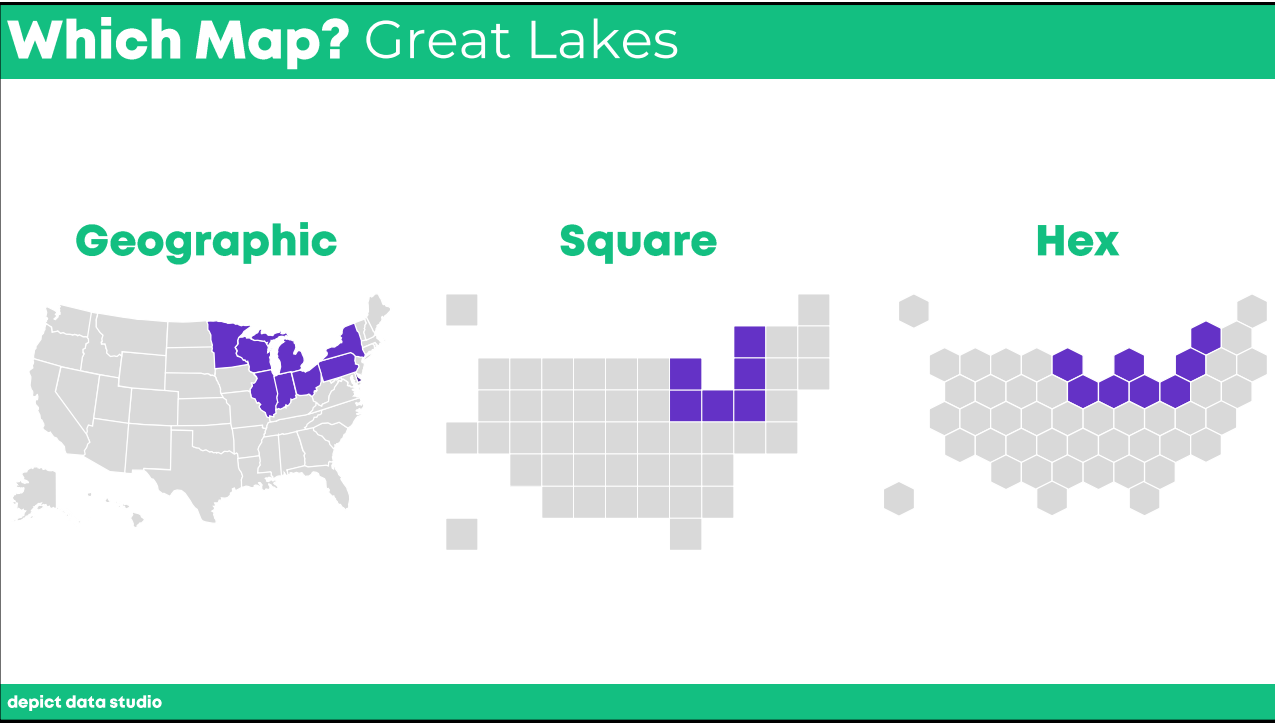 Which Map? Great Lakes
Geographic
Square
Hex
depict data studio